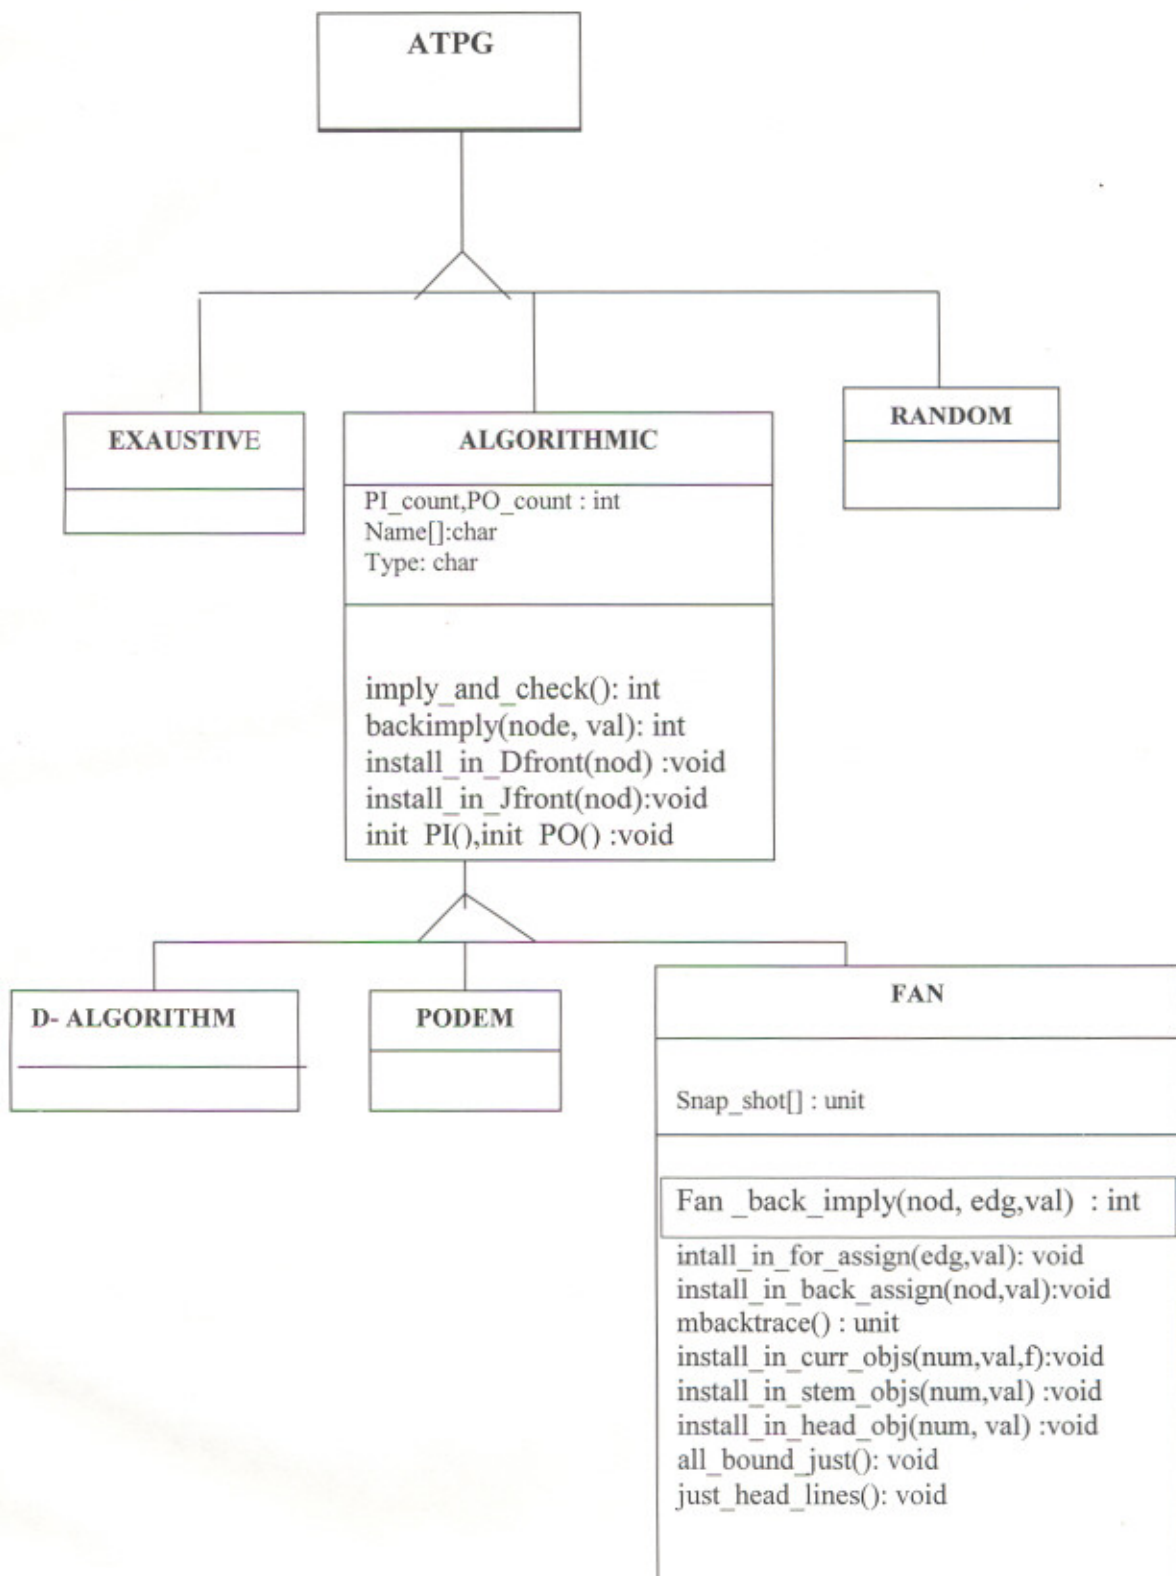 ATPG
EXAUSTIVE
ALGORITHMIC
RANDOM
PI_count,PO_count : int
Name[]:char
Type: char
imply_and_check(): int
backimply(node, val): int
install_in_Dfront(nod) :void
install_in_Jfront(nod):void
init_PI(),init_PO() :void
D- ALGORITHM
PODEM
FAN
Snap_shot[] : unit
Fan _back_imply(nod, edg,val) : int
intall_in_for_assign(edg,val): void
install_in_back_assign(nod,val):void
mbacktrace() : unit
install_in_curr_objs(num,val,f):void
install_in_stem_objs(num,val) :void
install_in_head_obj(num, val) :void
all_bound_just(): void
just_head_lines(): void